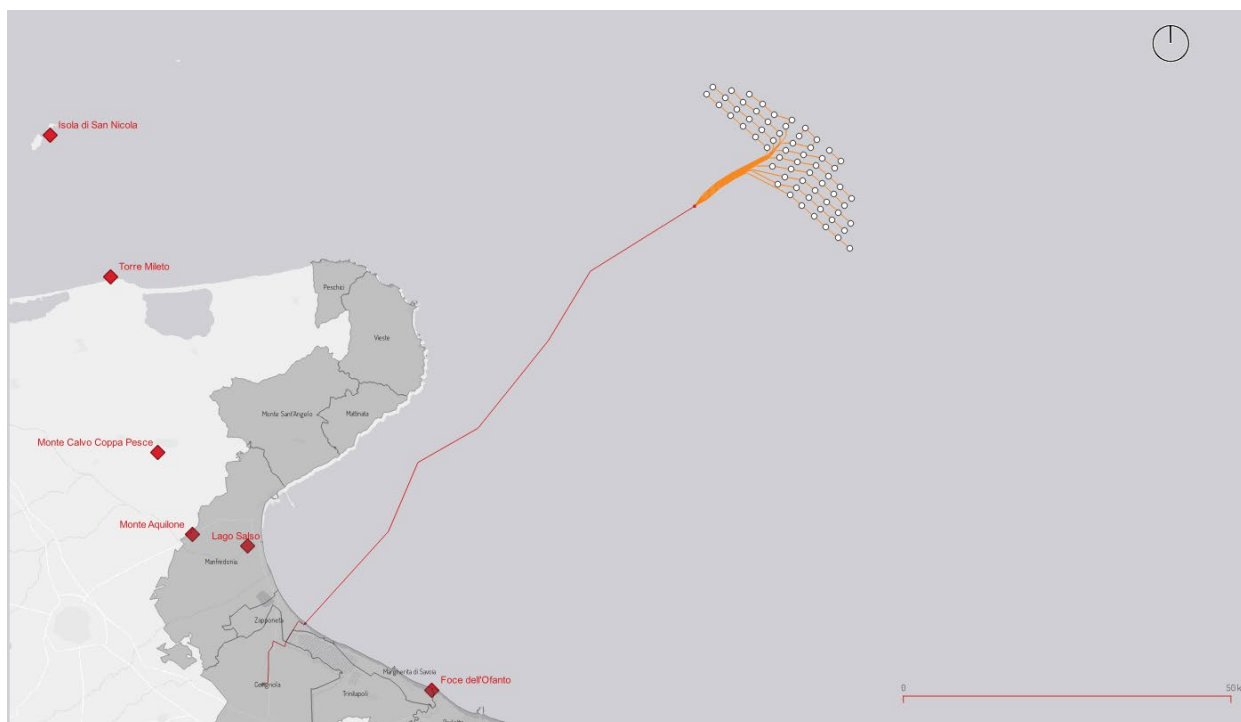 Isola di San Nicola
Torre Mileto
Peschici
Vieste
Monte Sant'Angelo
Mattinata
Monte Calvo Coppa Pesce
Monte Aquilone
Lago Salso
Manfredonia
Zapponeta
Margherita di Savoia
Foce dell'Ofanto
Cerignola
Trinitapoli
0
50